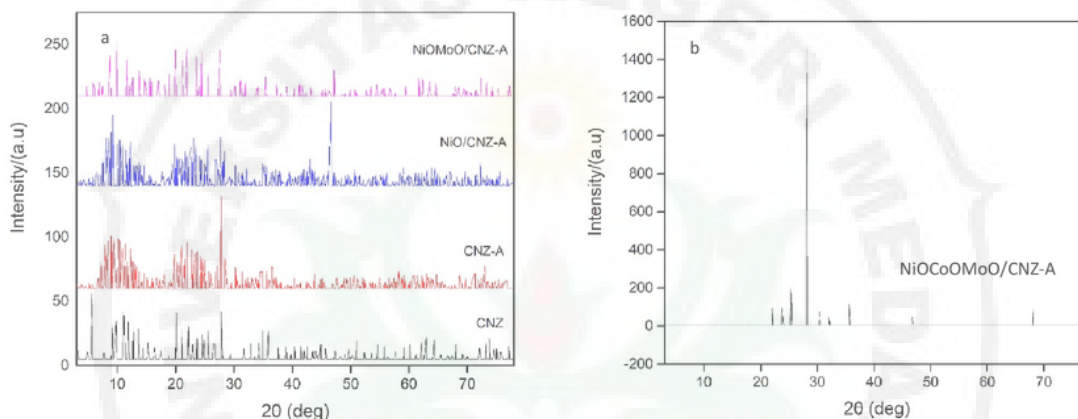 a
NiOMoO/CNZ-A
NiO/CNZ-A
CNZ-A
CNZ
250
200
150
100
50
0
Intensity/(a.u)
10 20 30 40 50 60 70
2θ (deg)
b
NiOCoOMoO/CNZ-A
1600
1400
1200
1000
800
600
400
200
0
-200
Intensity/(a.u)
10 20 30 40 50 60 70
2θ (deg)